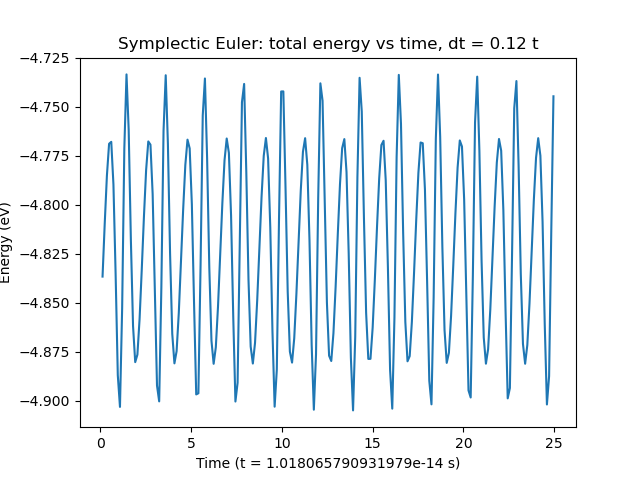 Symplectic Euler: total energy vs time, dt = 0.12 t
−4.725
−4.750
−4.775
−4.800
−4.825
−4.850
−4.875
−4.900
Energy (eV)
0 5 10 15 20 25
Time (t = 1.018065790931979e-14 s)